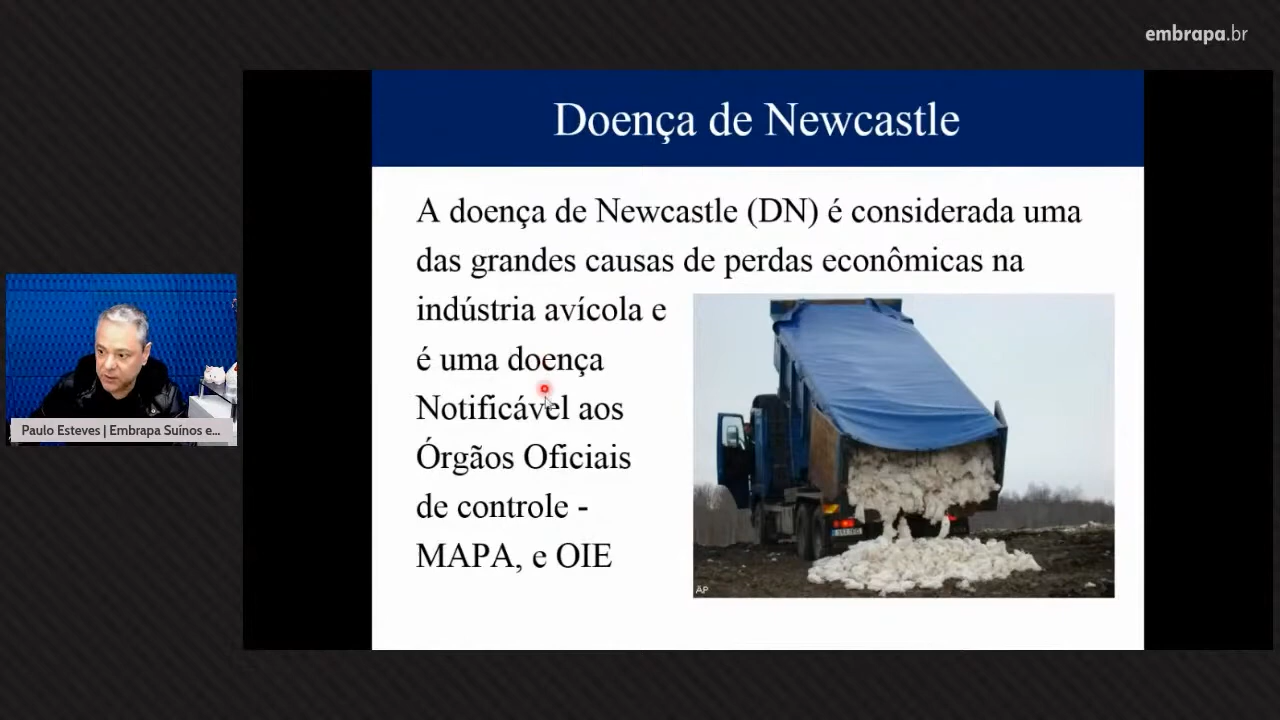 embrapa.br
Doença de Newcastle
A doença de Newcastle (DN) é considerada uma
das grandes causas de perdas econômicas na
indústria avícola e
é uma doença
Notificável aos
Órgãos Oficiais
de controle -
MAPA, e OIE
AP
Paulo Esteves | Embrapa Suínos e...